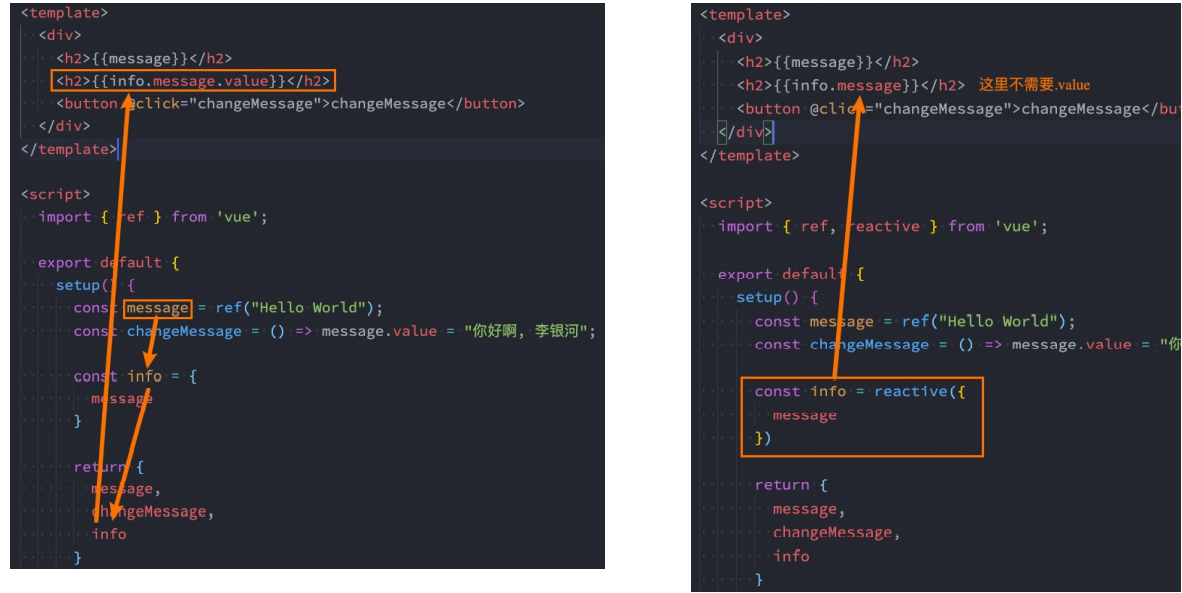 <template>
<div>
<h2>{{message}}</h2>
<h2>{{info.message.value}}</h2>
<button @click="changeMessage">changeMessage</button>
</div>
</template>
<script>
import { ref } from 'vue';
export default {
setup() {
const message = ref("Hello World");
const changeMessage = () => message.value = "你好啊, 李银河";
const info = {
message
}
return {
message,
changeMessage,
info
}
<template>
<div>
<h2>{{message}}</h2>
<h2>{{info.message}}</h2> 这里不需要.value
<button @click="changeMessage">changeMessage</bu
</div>
</template>
<script>
import { ref, reactive } from 'vue';
export default {
setup() {
const message = ref("Hello World");
const changeMessage = () => message.value = "你
const info = reactive({
message
})
return {
message,
changeMessage,
info
}